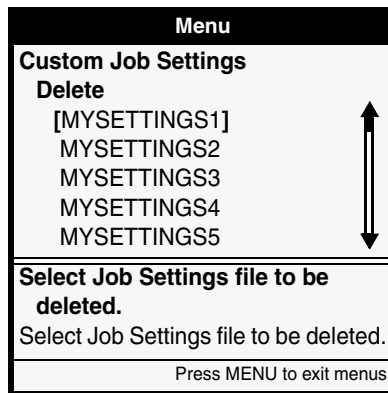 Menu
Custom Job Settings
Delete
[MYSETTINGS1]
MYSETTINGS2
MYSETTINGS3
MYSETTINGS4
MYSETTINGS5
Select Job Settings file to be
deleted.
Select Job Settings file to be deleted.
Press MENU to exit menus